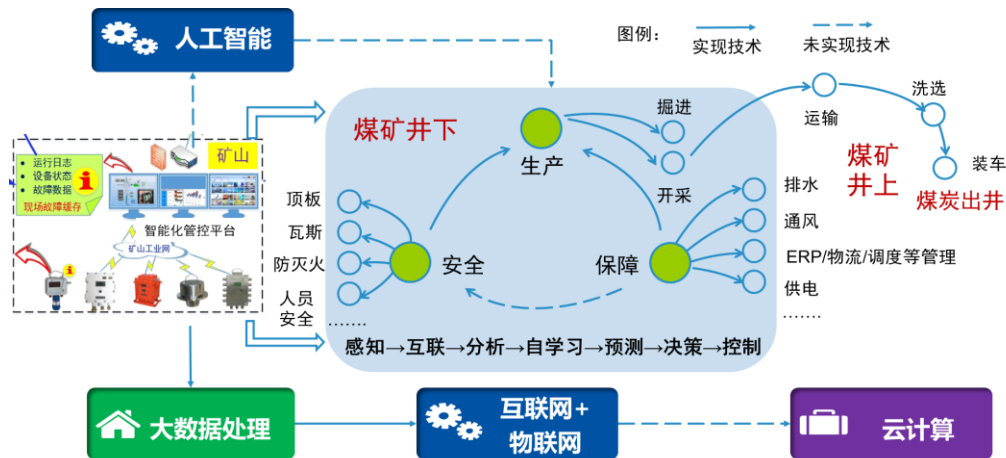 人工智能
图例：
实现技术
未实现技术
矿山
运行日志
设备状态
故障数据
现场故障缓存
智能化管控平台
矿山工业网
煤矿井下
生产
掘进
开采
运输
洗选
装车
煤矿
井上
煤炭出井
顶板
瓦斯
防灭火
人员
安全
…….
安全
保障
排水
通风
ERP/物流/调度等管理
供电
…….
感知→互联→分析→自学习→预测→决策→控制
大数据处理
互联网+
物联网
云计算